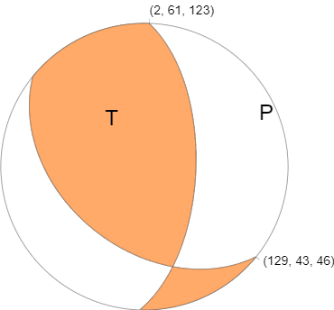 (2, 61, 123)
T
P
(129, 43, 46)